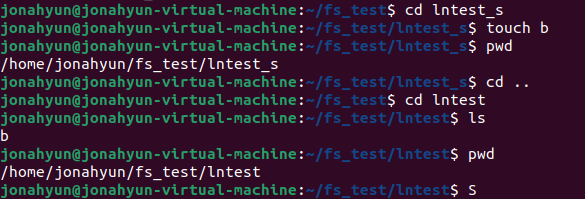 jonahyun@jonahyun-virtual-machine:~/fs_test$ cd lntest_s
jonahyun@jonahyun-virtual-machine:~/fs_test/lntest_s$ touch b
jonahyun@jonahyun-virtual-machine:~/fs_test/lntest_s$ pwd
/home/jonahyun/fs_test/lntest_s
jonahyun@jonahyun-virtual-machine:~/fs_test/lntest_s$ cd ..
jonahyun@jonahyun-virtual-machine:~/fs_test$ cd lntest
jonahyun@jonahyun-virtual-machine:~/fs_test/lntest$ ls
b
jonahyun@jonahyun-virtual-machine:~/fs_test/lntest$ pwd
/home/jonahyun/fs_test/lntest
jonahyun@jonahyun-virtual-machine:~/fs_test/lntest$ S